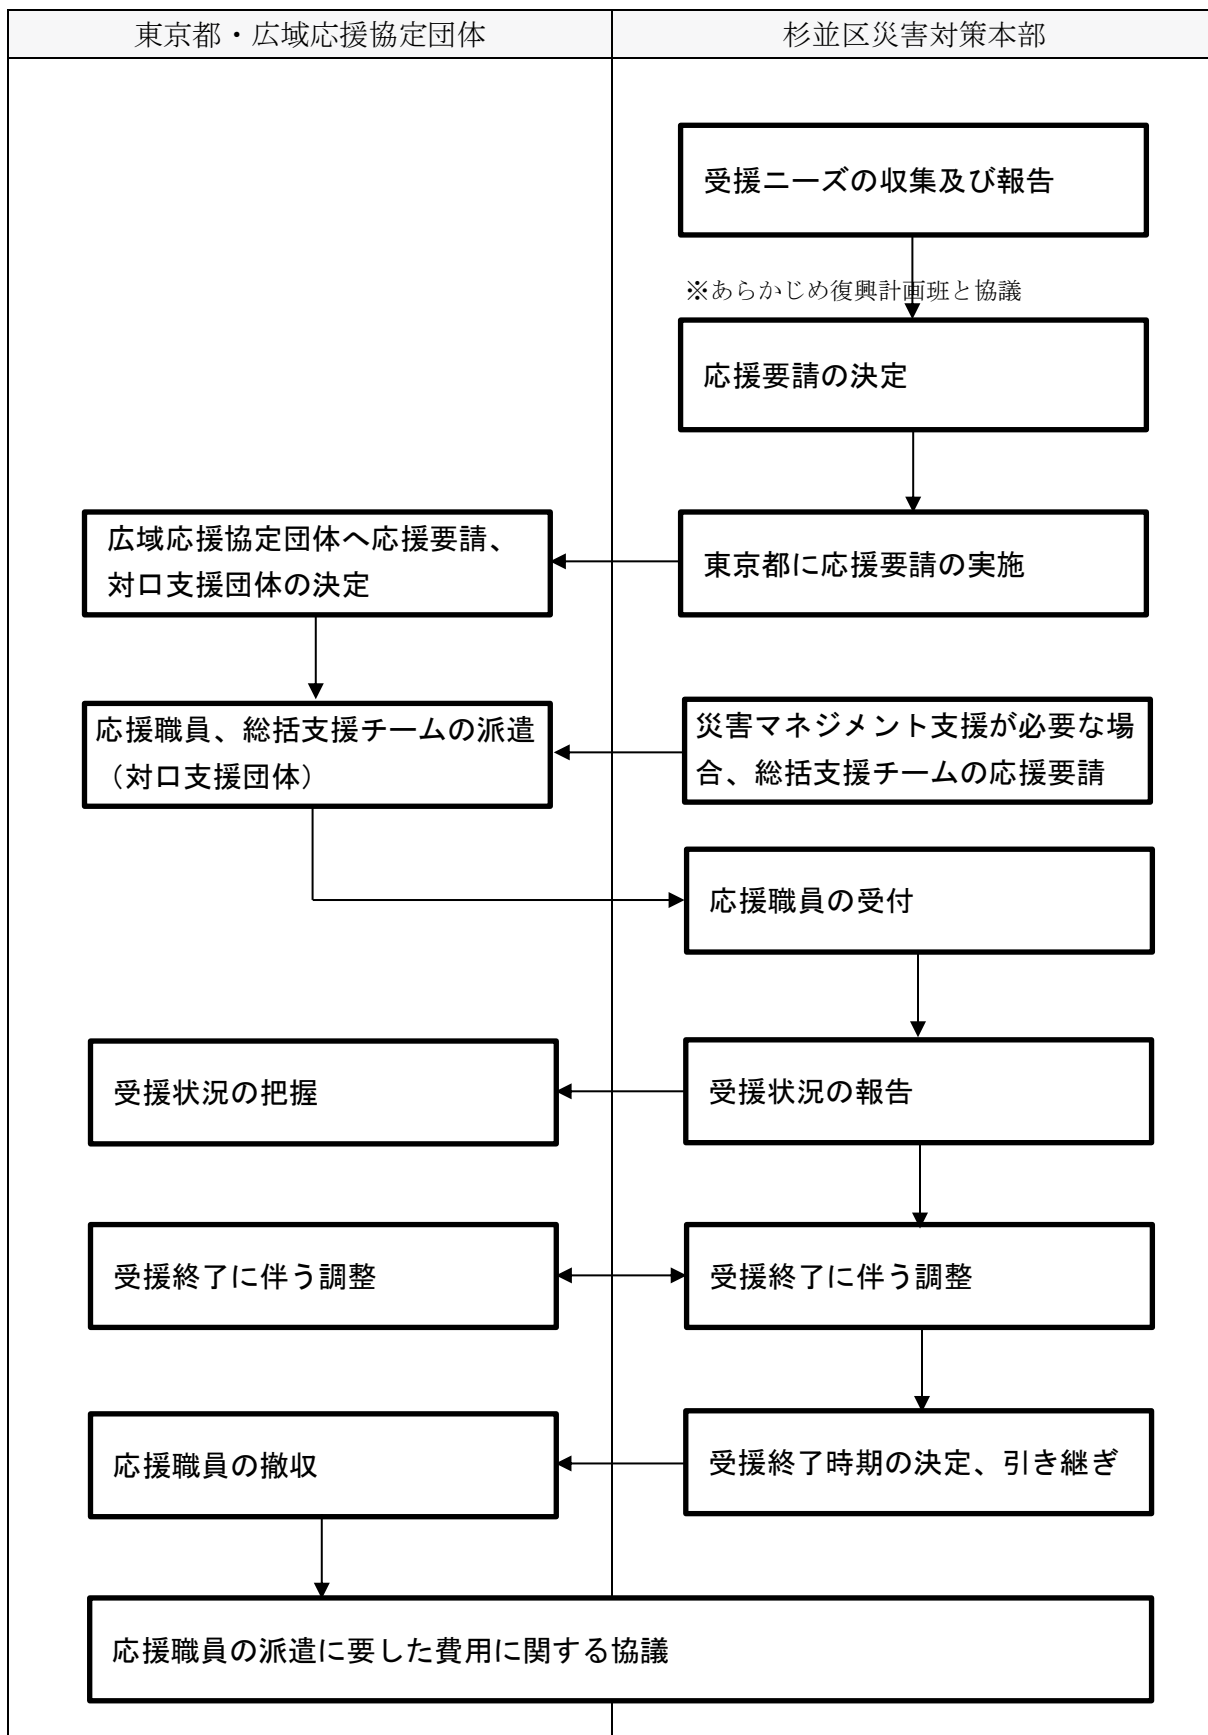 東京都・広域応援協定団体
杉並区災害対策本部
受援ニーズの収集及び報告
※あらかじめ復興計画班と協議
応援要請の決定
広域応援協定団体へ応援要請、
対口支援団体の決定
東京都に応援要請の実施
応援職員、総括支援チームの派遣
（対口支援団体）
災害マネジメント支援が必要な場
合、総括支援チームの応援要請
応援職員の受付
受援状況の把握
受援状況の報告
受援終了に伴う調整
受援終了に伴う調整
応援職員の撤収
受援終了時期の決定、引き継ぎ
応援職員の派遣に要した費用に関する協議